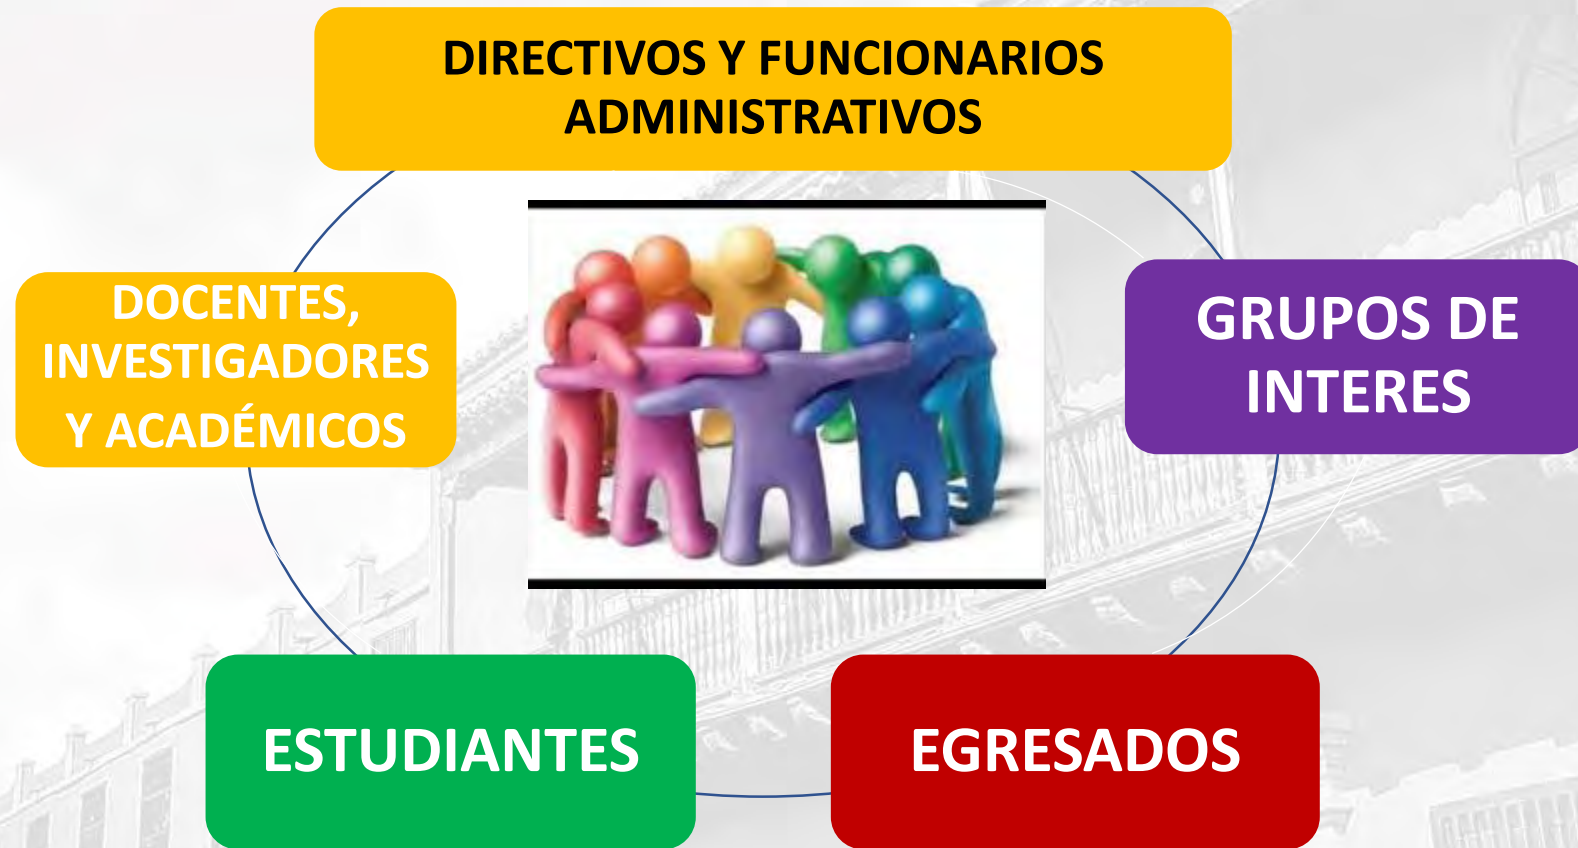 DIRECTIVOS Y FUNCIONARIOS
ADMINISTRATIVOS
DOCENTES,
INVESTIGADORES
Y ACADÉMICOS
GRUPOS DE
INTERES
ESTUDIANTES
EGRESADOS